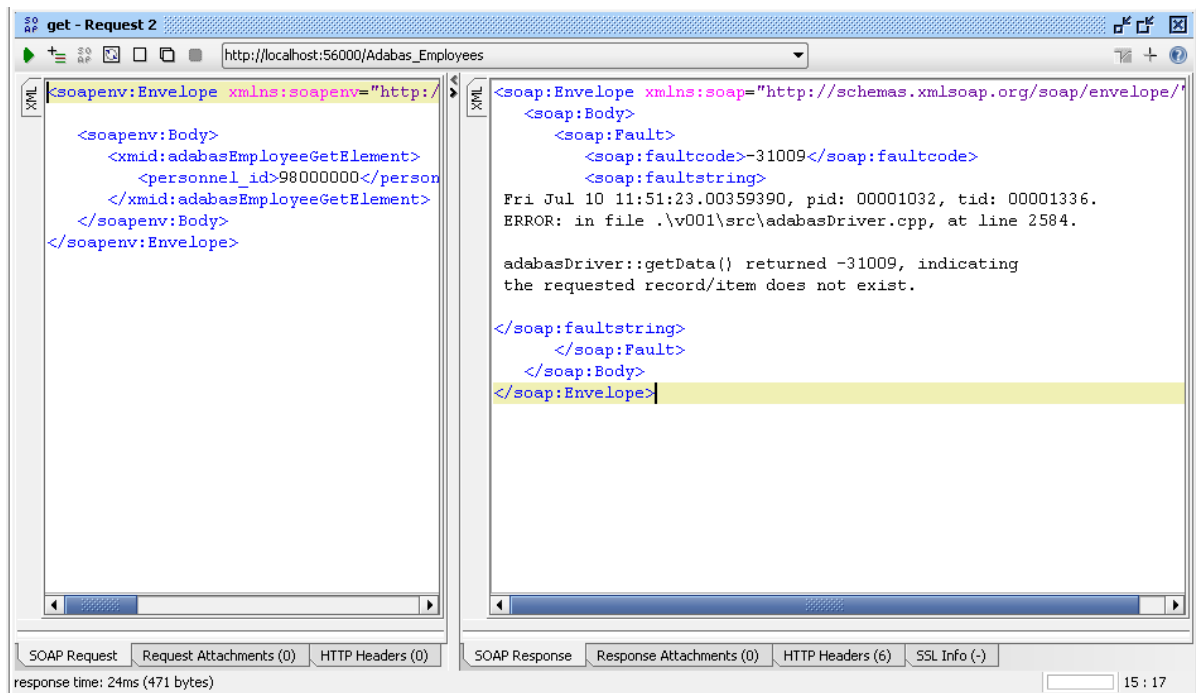 SO AP get - Request 2
SO AP http://localhost:56000/Adabas_Employees
XML
<soapenv:Envelope xmlns:soapenv="http:/
<soapenv:Body>
<xmid:adabasEmployeeGetElement>
<personnel_id>98000000</person
</xmid:adabasEmployeeGetElement>
</soapenv:Body>
</soapenv:Envelope>
XML
<soap:Envelope xmlns:soap="http://schemas.xmlsoap.org/soap/envelope/"
<soap:Body>
<soap:Fault>
<soap:faultcode>-31009</soap:faultcode>
<soap:faultstring>
Fri Jul 10 11:51:23.00359390, pid: 00001032, tid: 00001336.
ERROR: in file .\v001\src\adabasDriver.cpp, at line 2584.
adabasDriver::getData() returned -31009, indicating
the requested record/item does not exist.
</soap:faultstring>
</soap:Fault>
</soap:Body>
</soap:Envelope>
SOAP Request Request Attachments (0) HTTP Headers (0)
SOAP Response Response Attachments (0) HTTP Headers (6) SSL Info (-)
response time: 24ms (471 bytes) 15 : 17